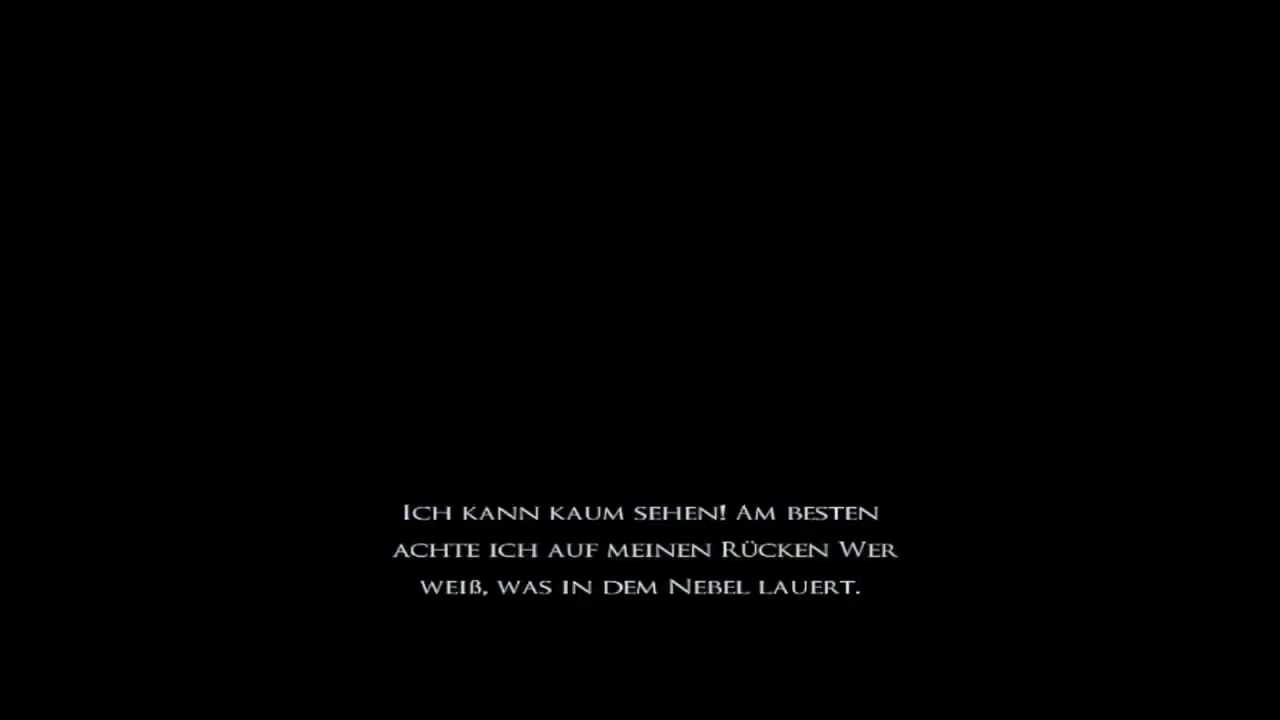 Ich kann kaum sehen! Am besten
achte ich auf meinen Rücken Wer
weiß, was in dem Nebel lauert.